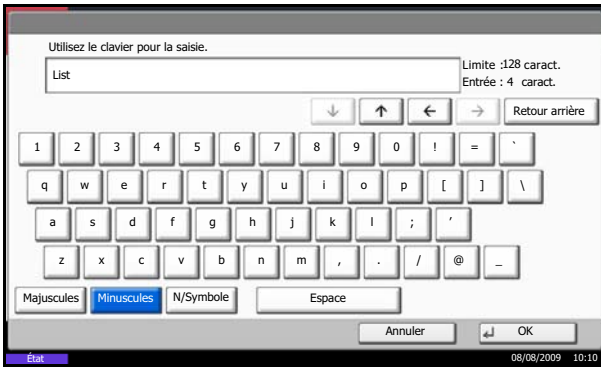 Utilisez le clavier pour la saisie.
List
Limite :128 caract.
Entrée : 4 caract.
↓ ↑ ← → Retour arrière
1 2 3 4 5 6 7 8 9 0 ! = `
q w e r t y u i o p [ ] \
a s d f g h j k l ; ′
z x c v b n m , . / @ _
Majuscules Minuscules N/Symbole Espace
Annuler OK
État 08/08/2009 10:10